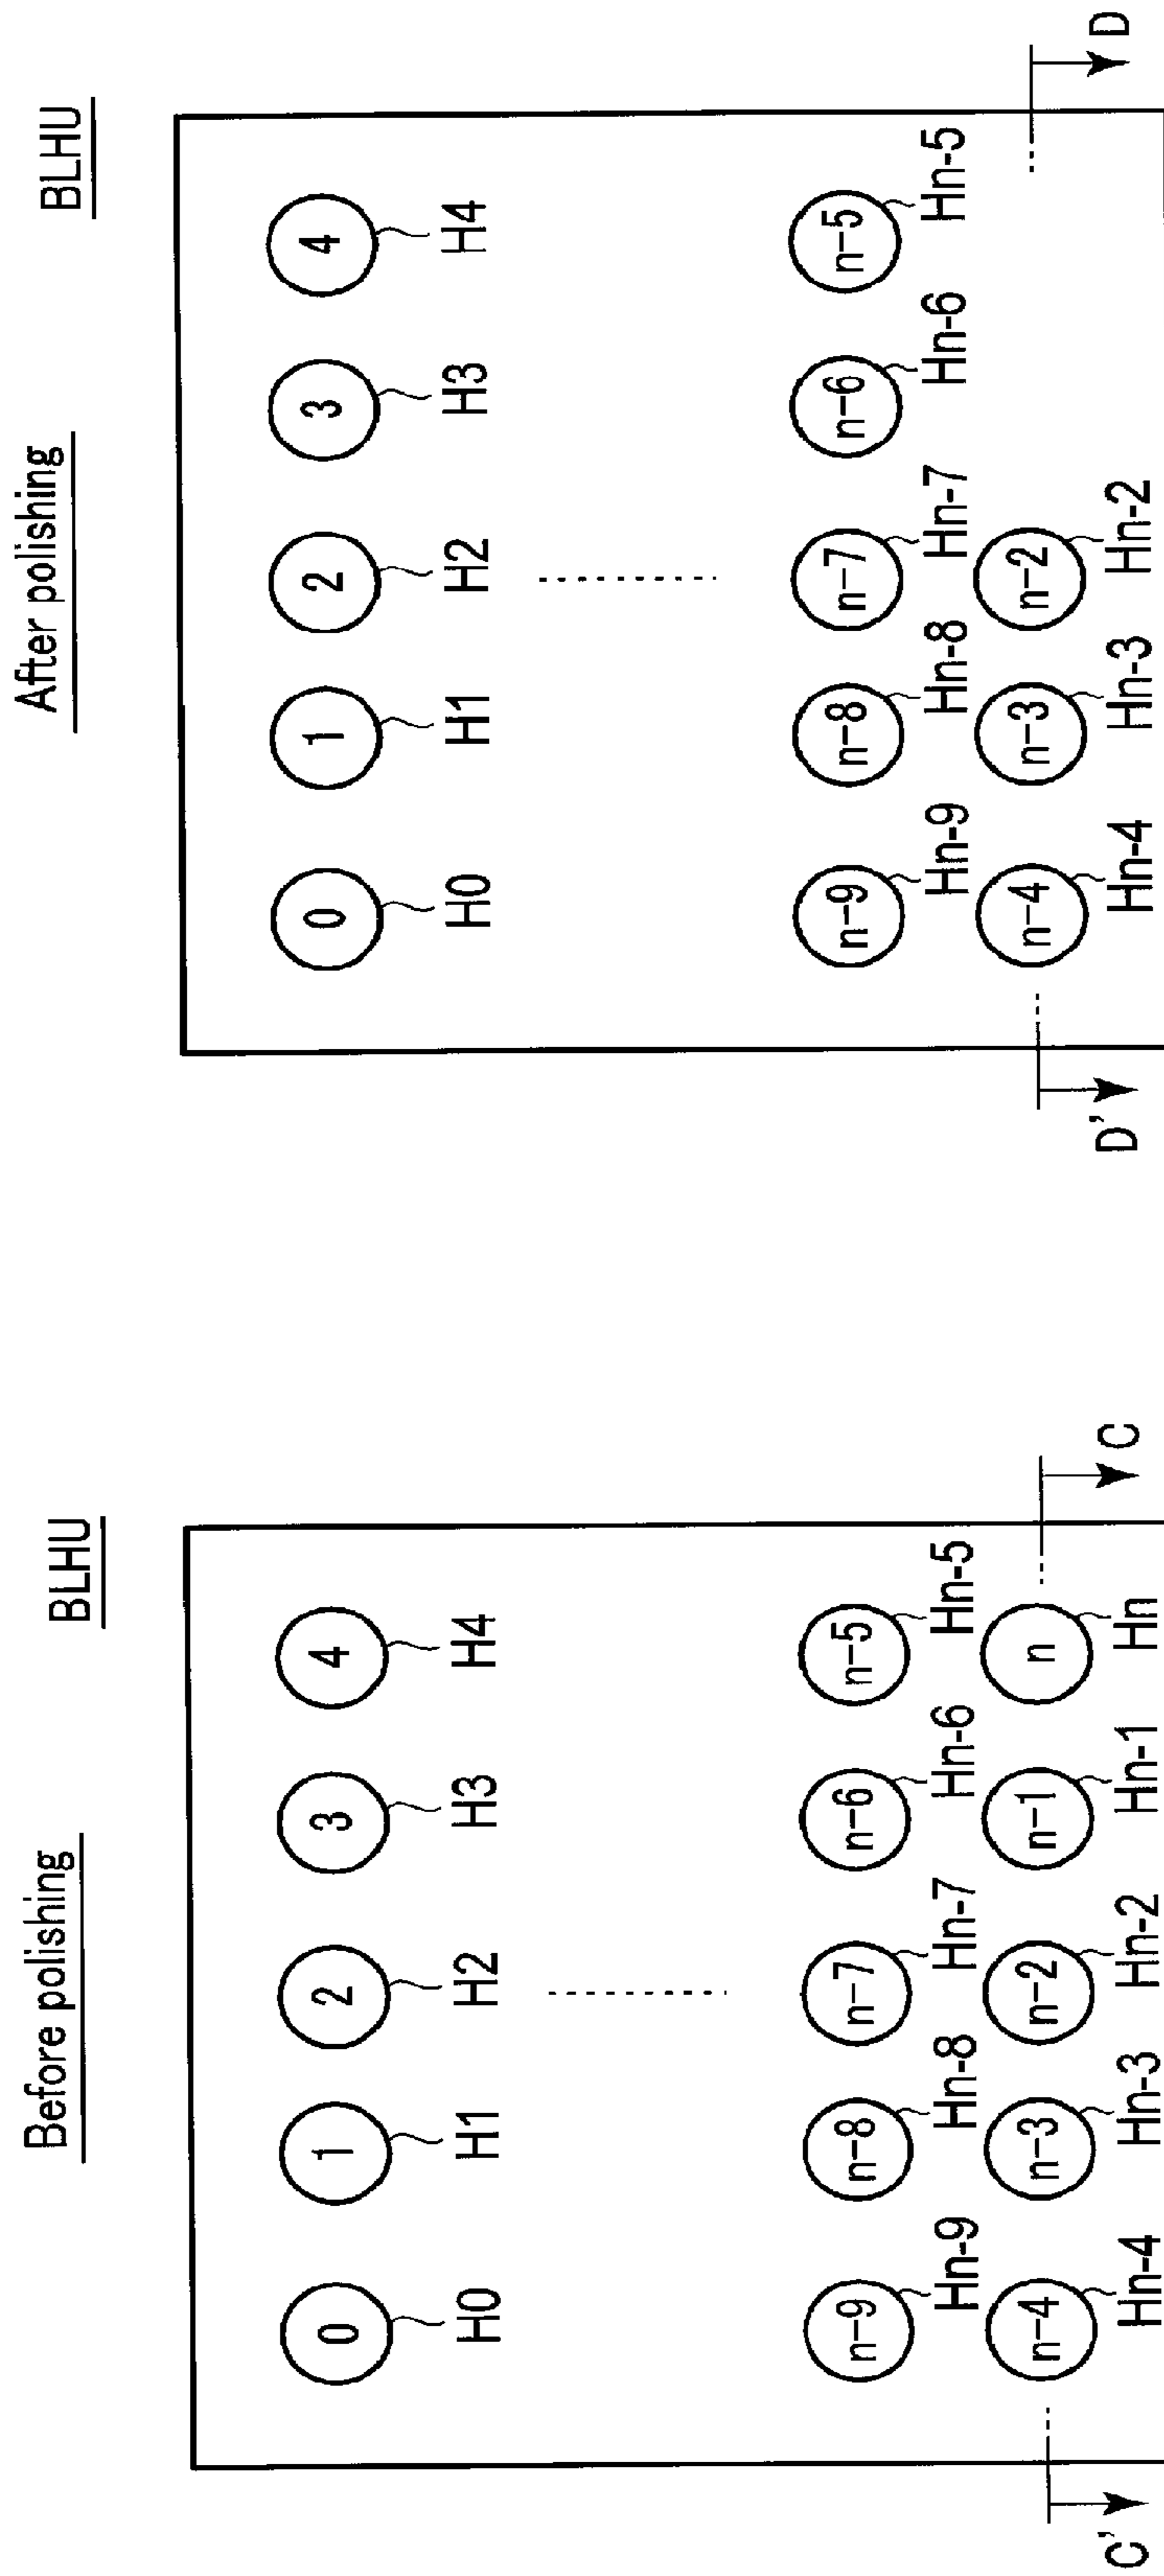 Before polishing
BLHU
0 1 2 3 4
H0 H1 H2 H3 H4
n-9 n-8 n-7 n-6 n-5
Hn-9 Hn-8 Hn-7 Hn-6 Hn-5
n-4 n-3 n-2 n-1 n
Hn-4 Hn-3 Hn-2 Hn-1 Hn
C' C
After polishing
BLHU
0 1 2 3 4
H0 H1 H2 H3 H4
n-9 n-8 n-7 n-6 n-5
Hn-9 Hn-8 Hn-7 Hn-6 Hn-5
n-4 n-3 n-2
Hn-4 Hn-3 Hn-2
D' D